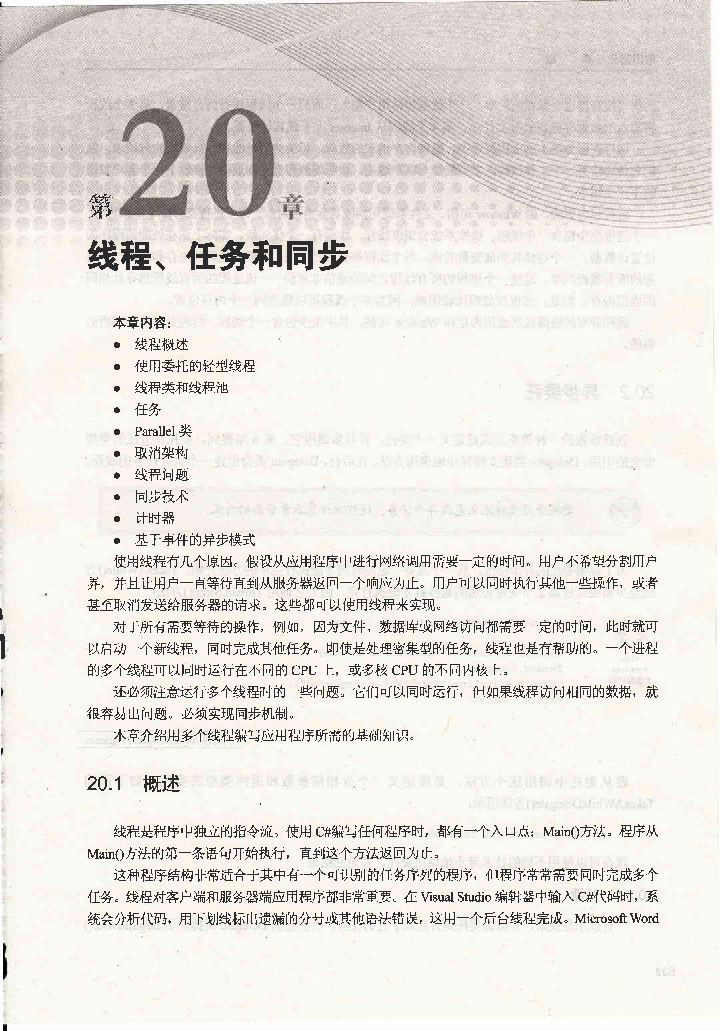 第20章
线程、任务和同步
本章内容:
● 线程概述
● 使用委托的轻型线程
● 线程类和线程池
● 任务
● Parallel 类
● 取消架构
● 线程问题
● 同步技术
● 计时器
● 基于事件的异步模式
使用线程有几个原因。假设从应用程序中进行网络调用需要一定的时间。用户不希望分割用户
界，并且让用户一直等待直到从服务器返回一个响应为止。用户可以同时执行其他一些操作，或者
甚至取消发送给服务器的请求。这些都可以使用线程来实现。
对于所有需要等待的操作，例如，因为文件、数据库或网络访问都需要一定的时间，此时就可
以启动一个新线程，同时完成其他任务。即使是处理密集型的任务，线程也是有帮助的。一个进程
的多个线程可以同时运行在不同的 CPU 上，或多核 CPU 的不同内核上。
还必须注意运行多个线程时的一些问题。它们可以同时运行，但如果线程访问相同的数据，就
很容易出问题。必须实现同步机制。
本章介绍用多个线程编写应用程序所需的基础知识。
20.1 概述
线程是程序中独立的指令流。使用 C#编写任何程序时，都有一个入口点：Main()方法。程序从
Main()方法的第一条语句开始执行，直到这个方法返回为止。
这种程序结构非常适合于其中有一个可识别的任务序列的程序，但程序常常需要同时完成多个
任务。线程对客户端和服务器端应用程序都非常重要。在 Visual Studio 编辑器中输入 C#代码时，系
统会分析代码，用下划线标出遗漏的分号或其他语法错误，这用一个后台线程完成。Microsoft Word